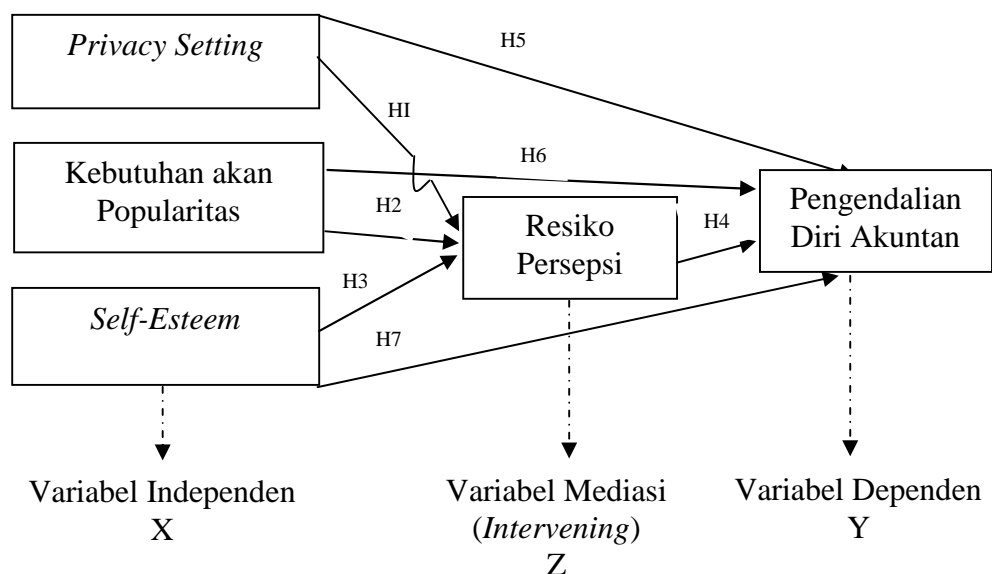 Privacy Setting
H5
HI
Kebutuhan akan
Popularitas
H6
H2
Resiko
Persepsi
H4
Pengendalian
Diri Akuntan
H3
Self-Esteem
H7
Variabel Independen
X
Variabel Mediasi
(Intervening)
Z
Variabel Dependen
Y